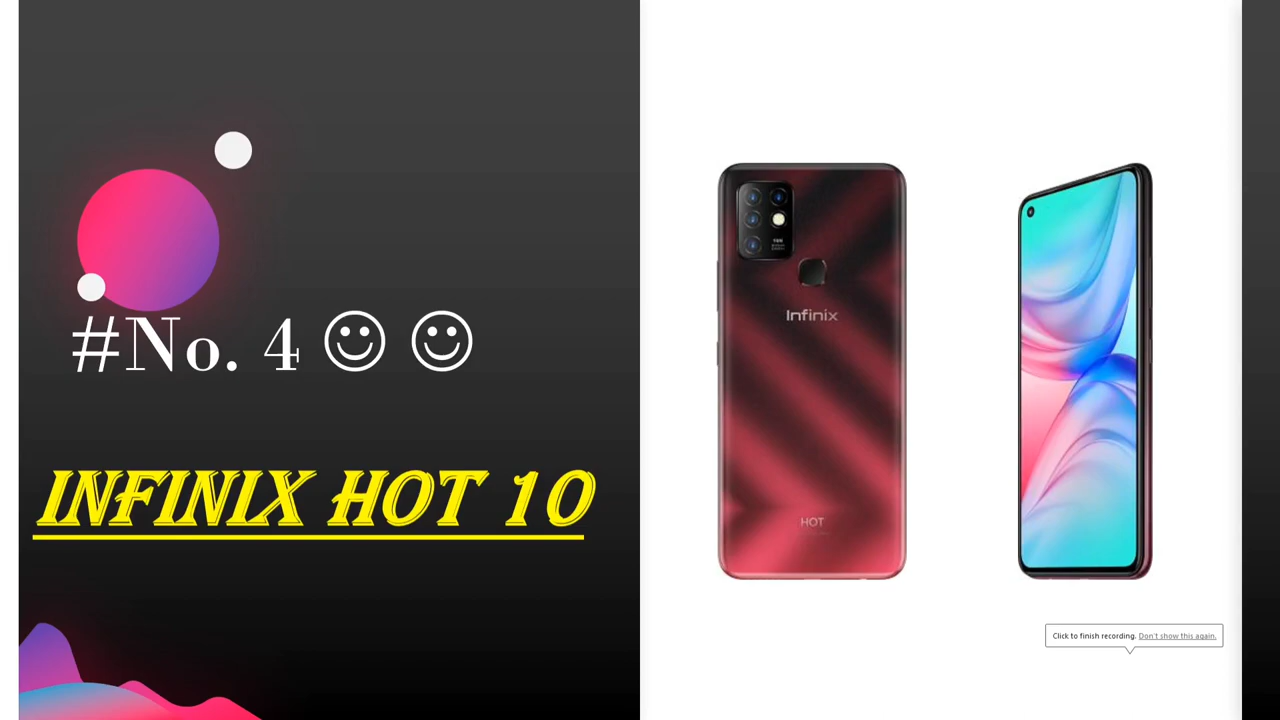 #No. 4 ☺ ☺
INFINIX HOT 10
Infinix
HOT
Click to finish recording. Don't show this again.